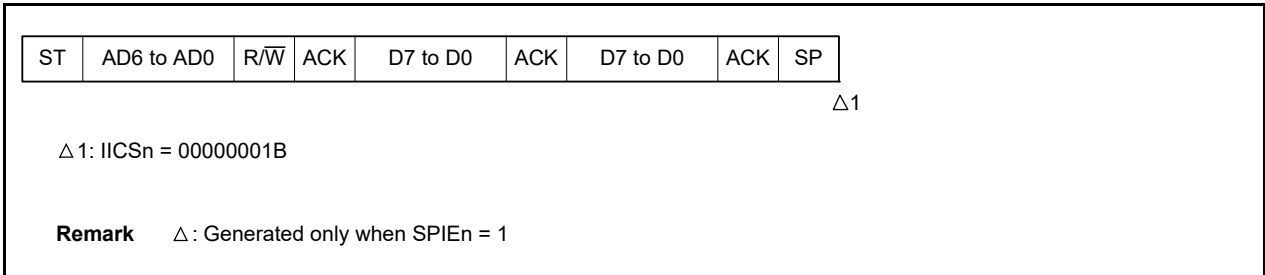 ST AD6 to AD0 R/W̅ ACK D7 to D0 ACK D7 to D0 ACK SP
△1
△1: IICSn = 00000001B
Remark △: Generated only when SPIEn = 1